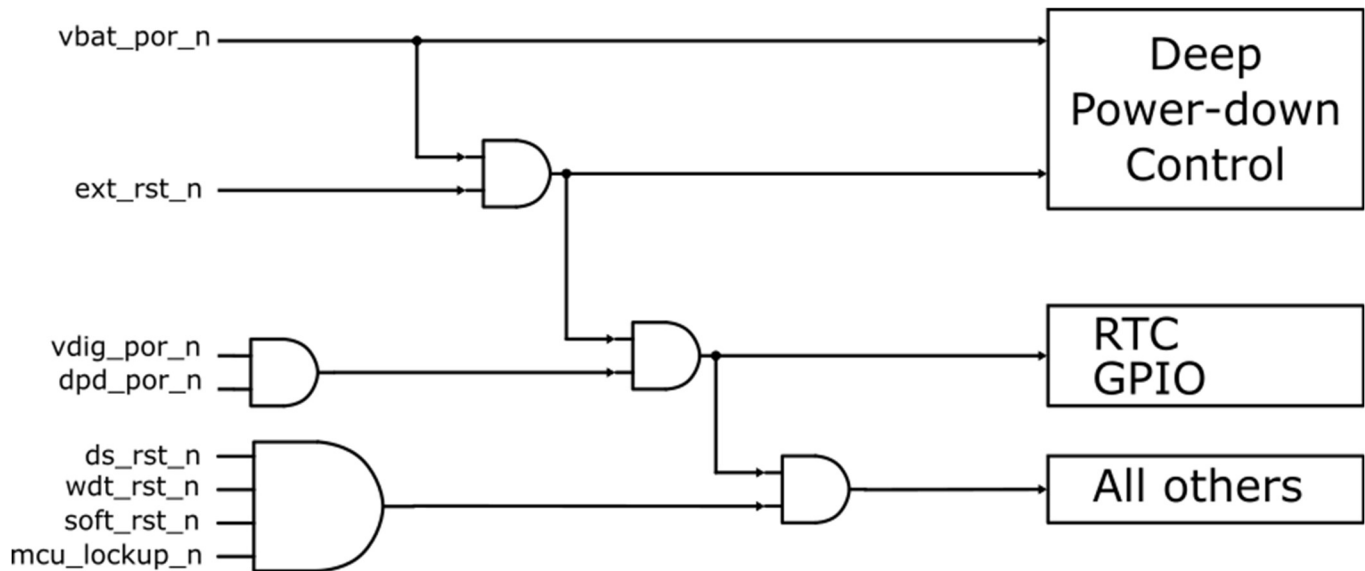 vbat_por_n
Deep
Power-down
Control
ext_rst_n
vdig_por_n
dpd_por_n
RTC
GPIO
ds_rst_n
wdt_rst_n
soft_rst_n
mcu_lockup_n
All others